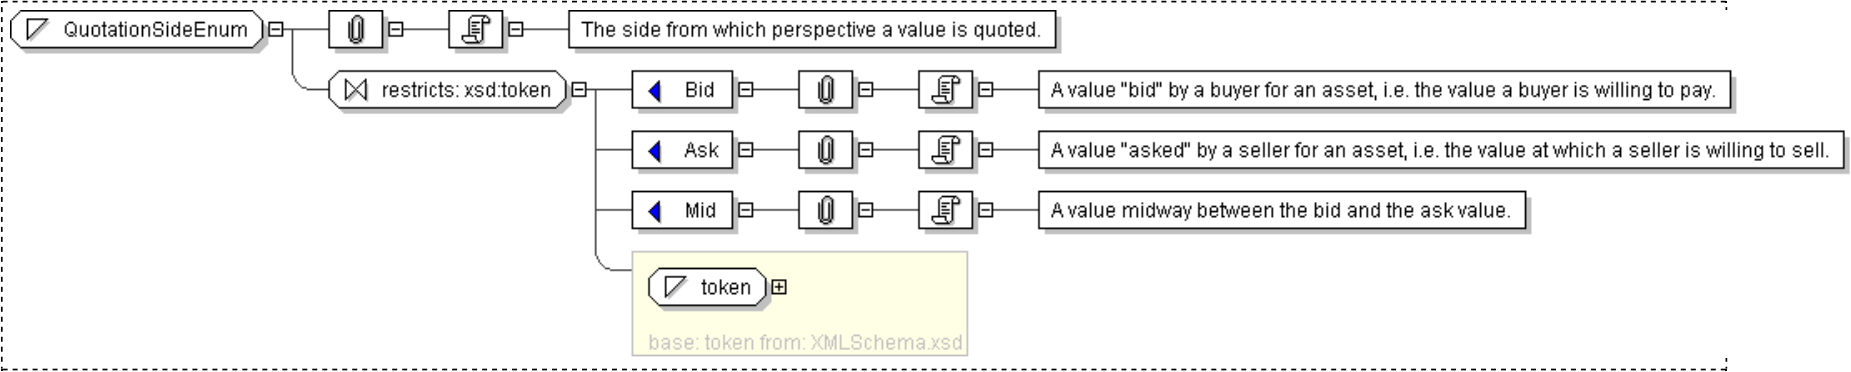 QuotationSideEnum The side from which perspective a value is quoted.
restricts: xsd:token Bid A value "bid" by a buyer for an asset, i.e. the value a buyer is willing to pay.
Ask A value "asked" by a seller for an asset, i.e. the value at which a seller is willing to sell.
Mid A value midway between the bid and the ask value.
token
base: token from: XMLSchema.xsd